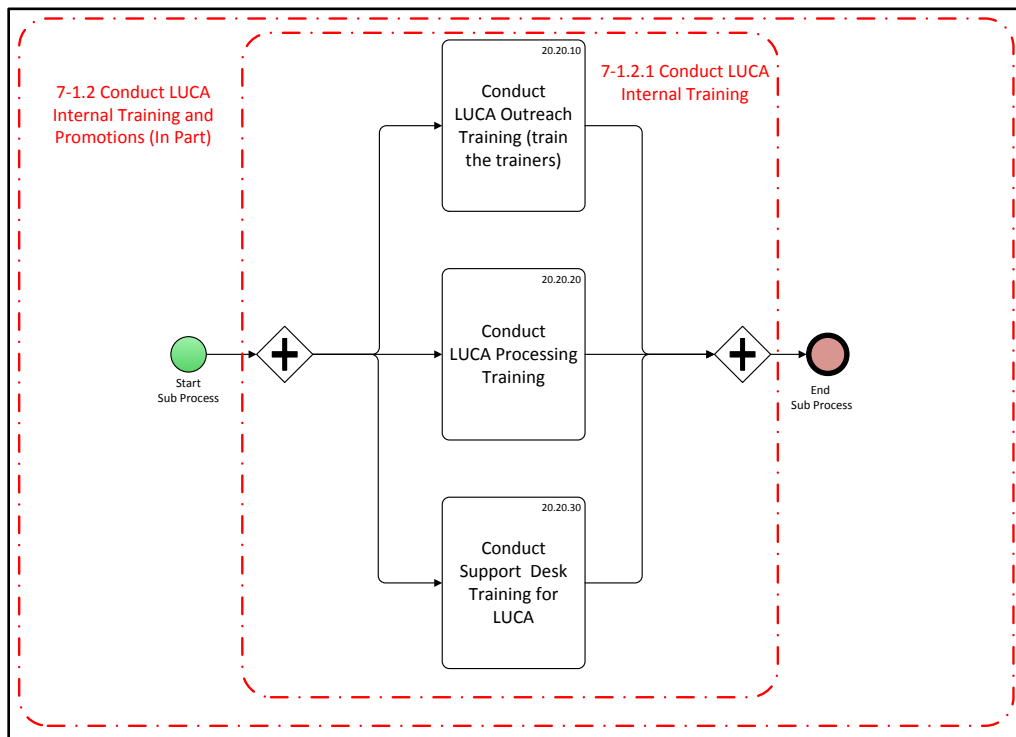 7-1.2 Conduct LUCA
Internal Training and
Promotions (In Part)
7-1.2.1 Conduct LUCA
Internal Training
20.20.10
Conduct
LUCA Outreach
Training (train
the trainers)
20.20.20
Conduct
LUCA Processing
Training
20.20.30
Conduct
Support  Desk
Training for
LUCA
Start
Sub Process
End
Sub Process